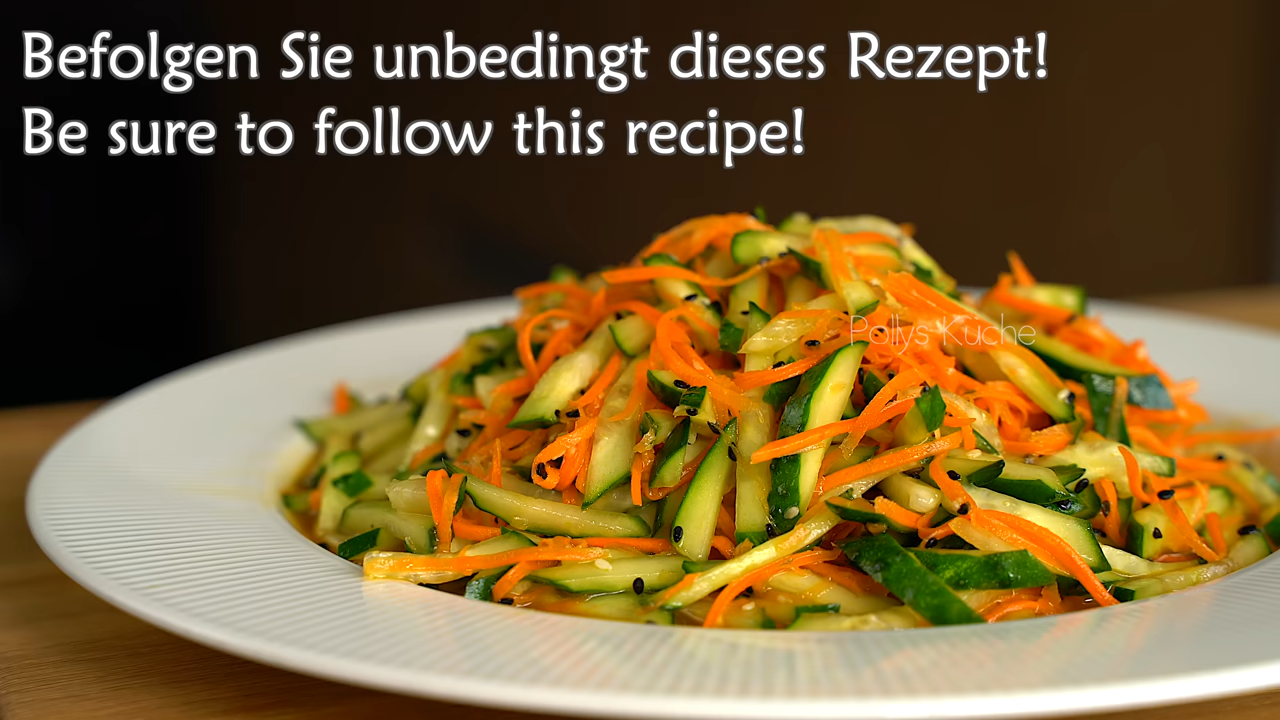 Befolgen Sie unbedingt dieses Rezept!
Be sure to follow this recipe!
Pollys Küche